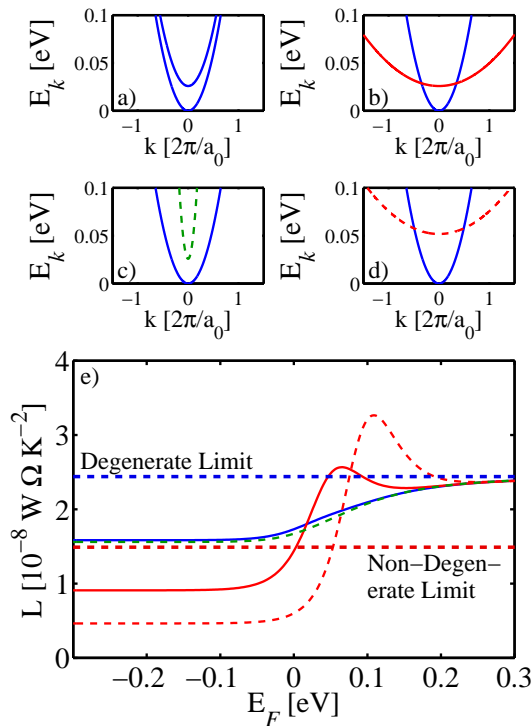 0.1
0.05
0
E_k [eV]
a)
−1 0 1
k [2π/a_0]
0.1
0.05
0
E_k [eV]
b)
−1 0 1
k [2π/a_0]
0.1
0.05
0
E_k [eV]
c)
−1 0 1
k [2π/a_0]
0.1
0.05
0
E_k [eV]
d)
−1 0 1
k [2π/a_0]
e)
4
3
2
1
0
L [10^{-8} W Ω K^{-2}]
Degenerate Limit
Non−Degen−
erate Limit
−0.2 −0.1 0 0.1 0.2 0.3
E_F [eV]